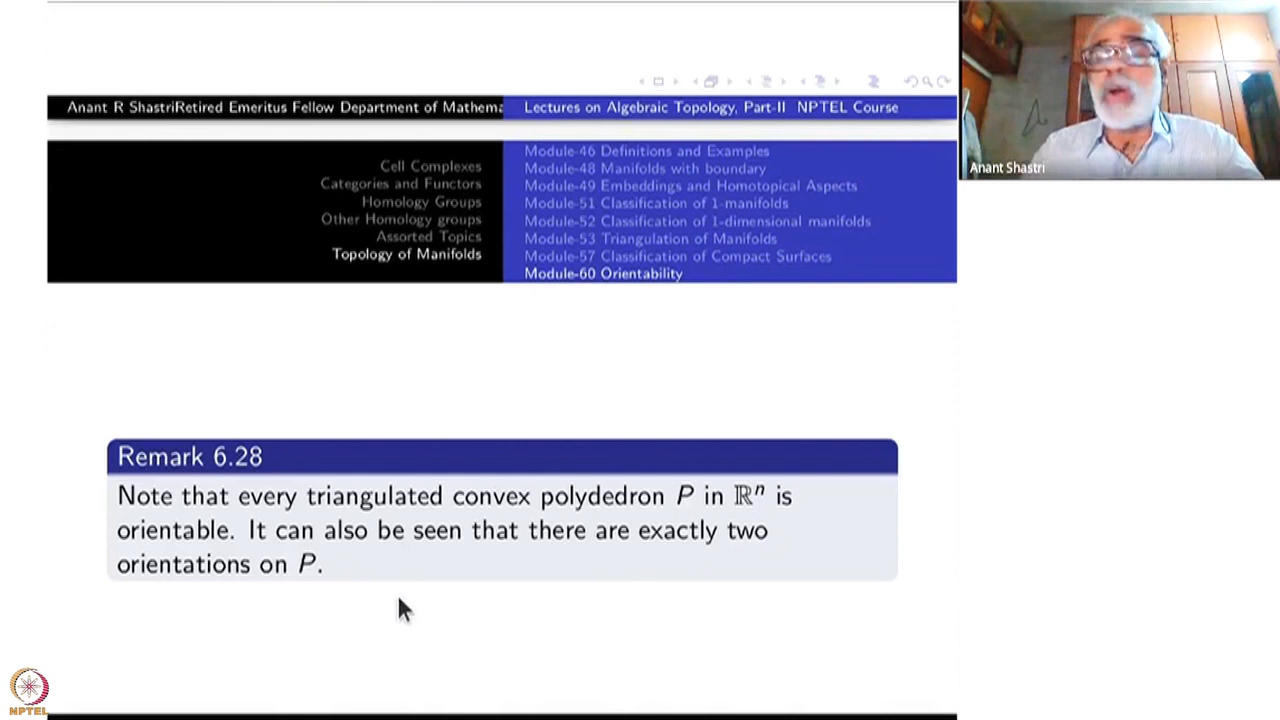 Anant R ShastriRetired Emeritus Fellow Department of Mathema
Lectures on Algebraic Topology, Part-II NPTEL Course
Cell Complexes
Categories and Functors
Homology Groups
Other Homology groups
Assorted Topics
Topology of Manifolds
Module-46 Definitions and Examples
Module-48 Manifolds with boundary
Module-49 Embeddings and Homotopical Aspects
Module-51 Classification of 1-manifolds
Module-52 Classification of 1-dimensional manifolds
Module-53 Triangulation of Manifolds
Module-57 Classification of Compact Surfaces
Module-60 Orientability
Anant Shastri
Remark 6.28
Note that every triangulated convex polydedron P in ℝⁿ is
orientable. It can also be seen that there are exactly two
orientations on P.
NPTEL